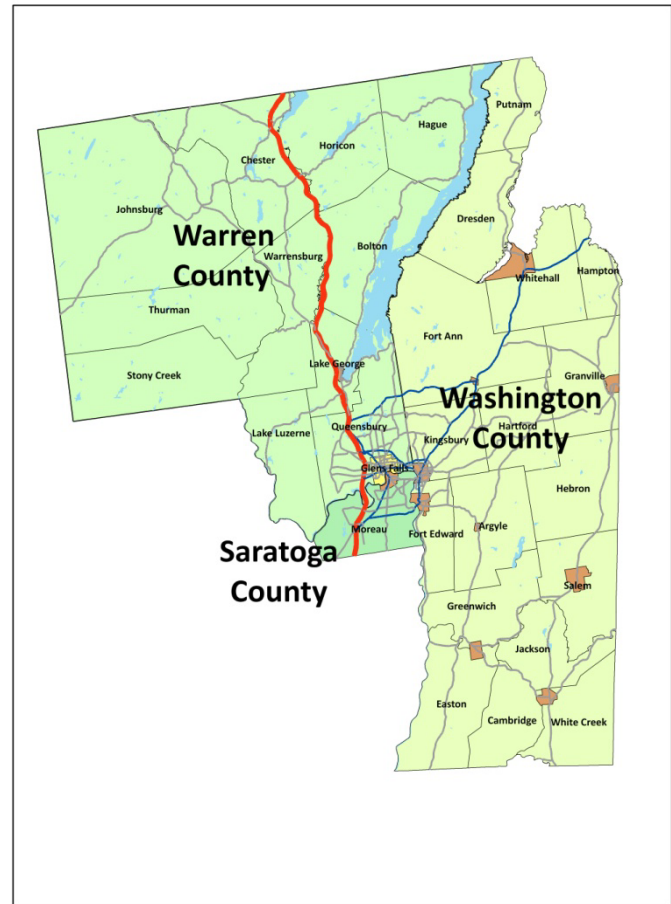 Putnam
Hague
Horicon
Chester
Dresden
Johnsburg
Warren
County
Warrensburg
Bolton
Whitehall
Hampton
Thurman
Fort Ann
Lake George
Stony Creek
Granville
Washington
County
Hartford
Queensbury
Lake Luzerne
Kingsbury
Glens Falls
Hebron
Moreau
Fort Edward
Argyle
Saratoga
County
Salem
Greenwich
Jackson
Easton
Cambridge
White Creek